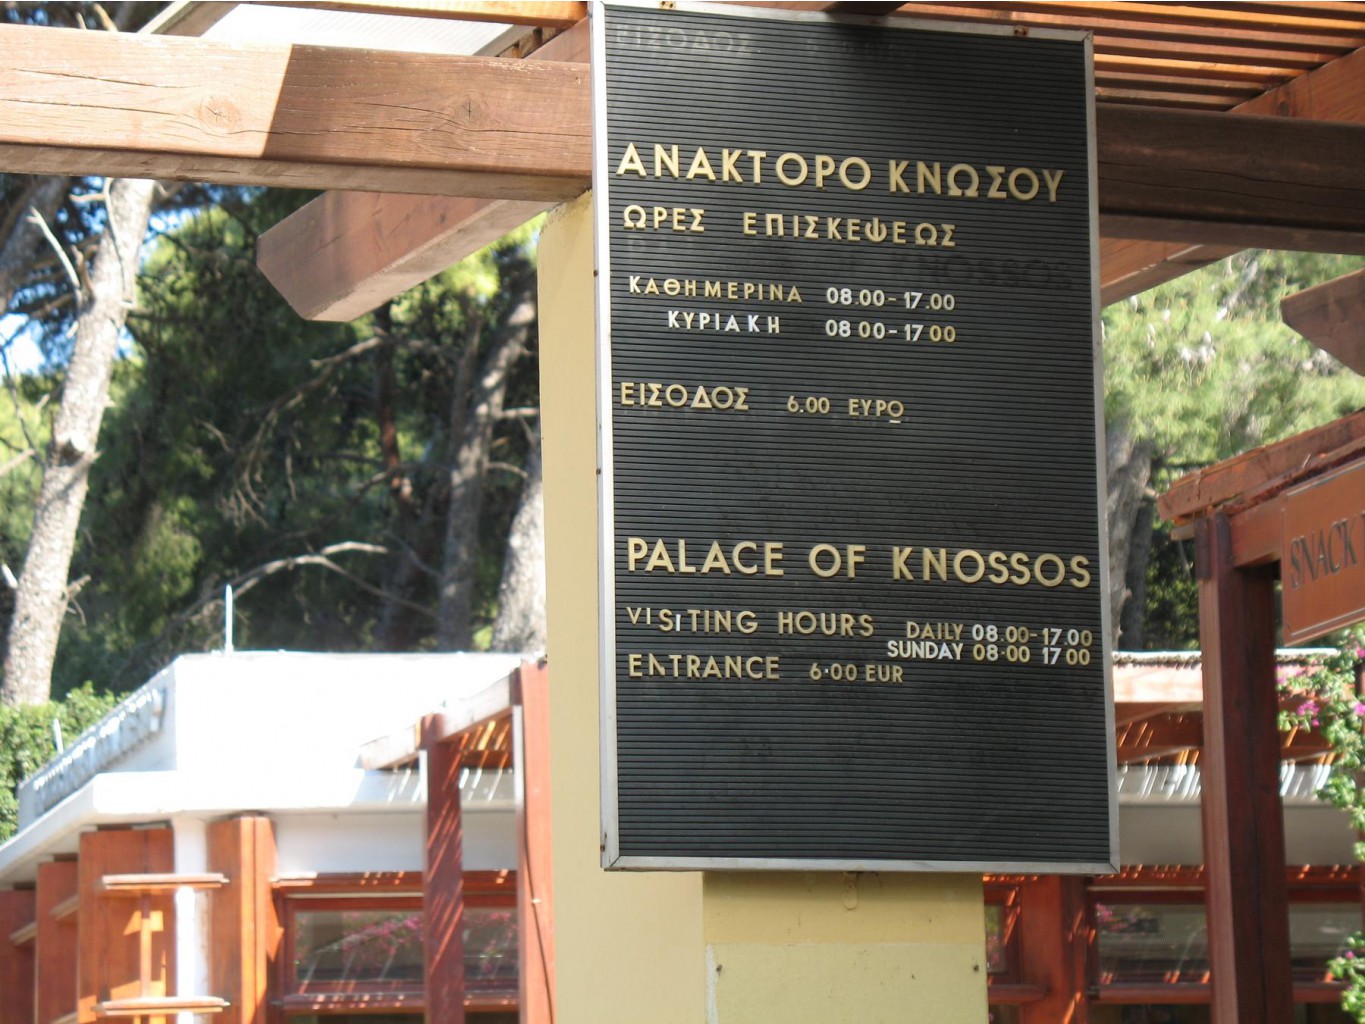 ΑΝΑΚΤΟΡΟ ΚΝΩΣΟΥ
ΩΡΕΣ ΕΠΙΣΚΕΨΕΩΣ
ΚΑΘΗΜΕΡΙΝΑ 08.00-17.00
ΚΥΡΙΑΚΗ 08 00-17 00
ΕΙΣΟΔΟΣ 6.00 ΕΥΡΩ
PALACE OF KNOSSOS
VISITING HOURS DAILY 08.00-17.00
SUNDAY 08·00 17 00
ENTRANCE 6·00 EUR
SNACK